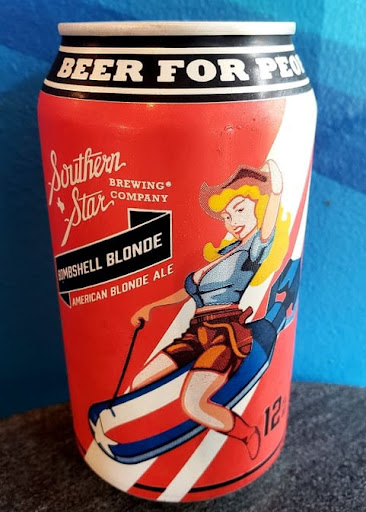 BEER FOR PEO
Southern
Star
BREWING®
COMPANY
BOMBSHELL BLONDE
AMERICAN BLONDE ALE
12